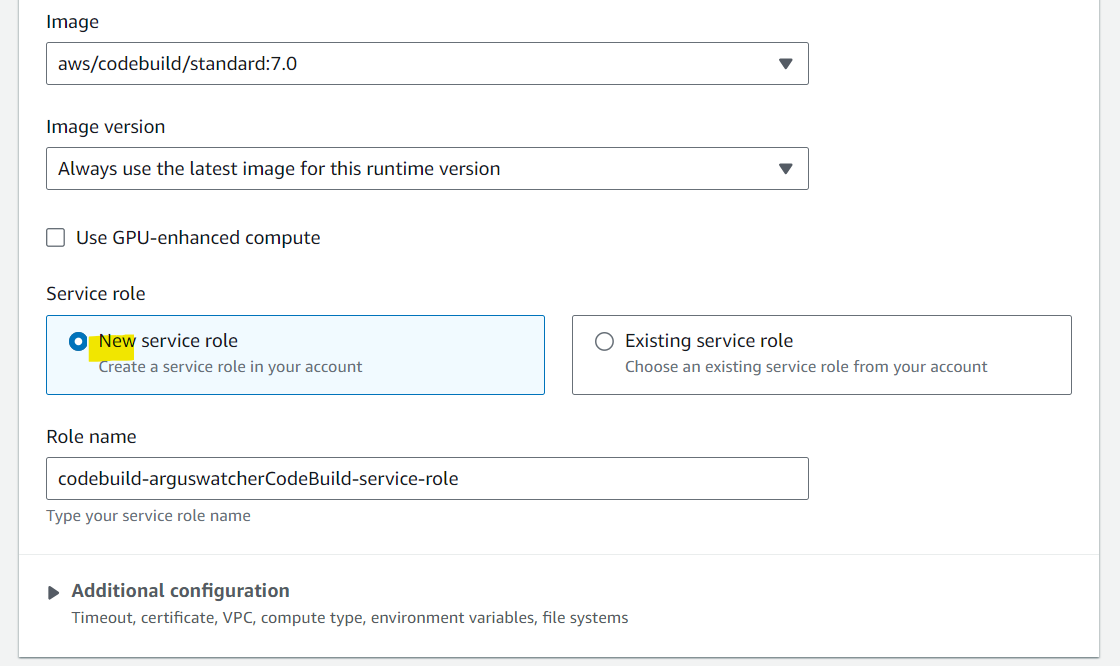 Image
aws/codebuild/standard:7.0
Image version
Always use the latest image for this runtime version
Use GPU-enhanced compute
Service role
New service role
Create a service role in your account
Existing service role
Choose an existing service role from your account
Role name
codebuild-arguswatcherCodeBuild-service-role
Type your service role name
Additional configuration
Timeout, certificate, VPC, compute type, environment variables, file systems